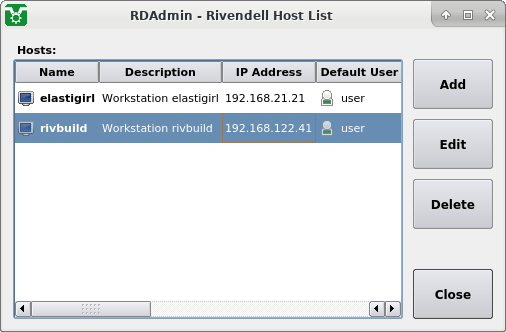 RDAdmin - Rivendell Host List
Hosts:
Name Description IP Address Default User
elastigirl Workstation elastigirl 192.168.21.21 user
rivbuild Workstation rivbuild 192.168.122.41 user
Add
Edit
Delete
Close